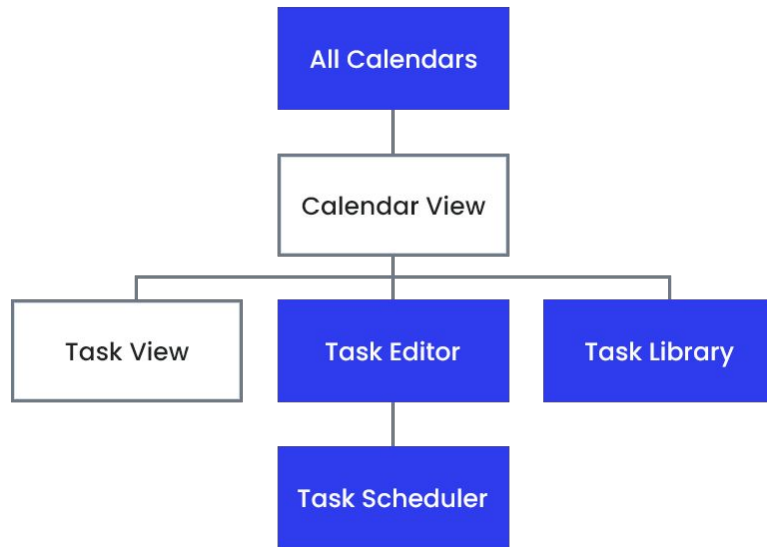 All Calendars
Calendar View
Task View
Task Editor
Task Library
Task Scheduler